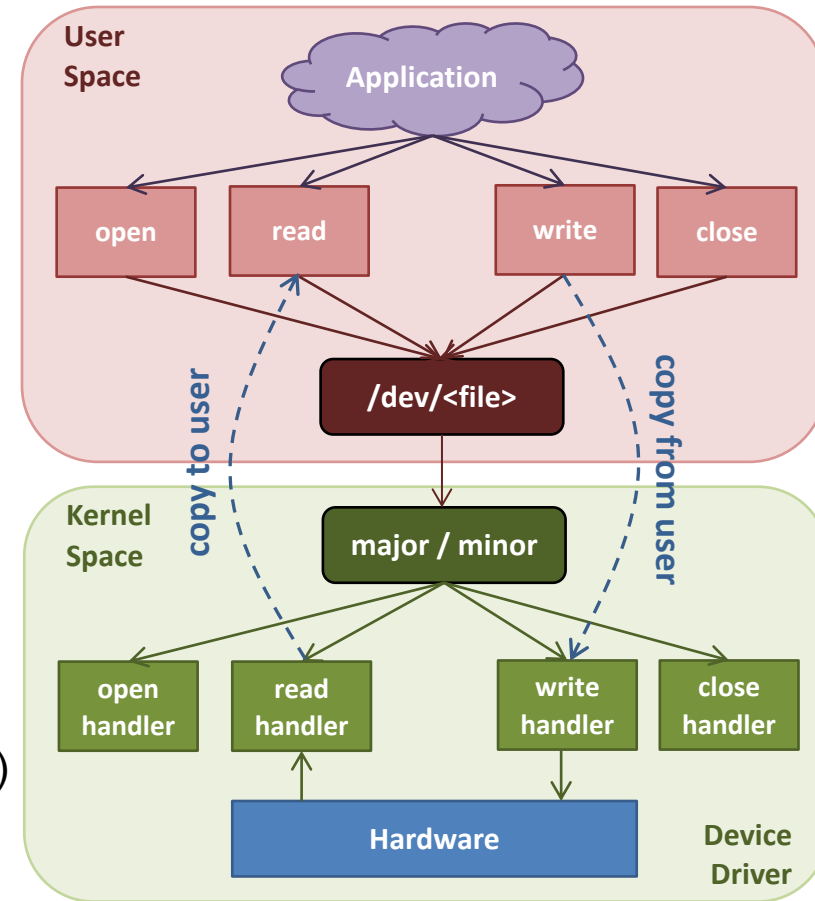 User
Space
Application
open
read
write
close
/dev/<file>
copy to user
copy from user
Kernel
Space
major / minor
open
handler
read
handler
write
handler
close
handler
)
Hardware
Device
Driver